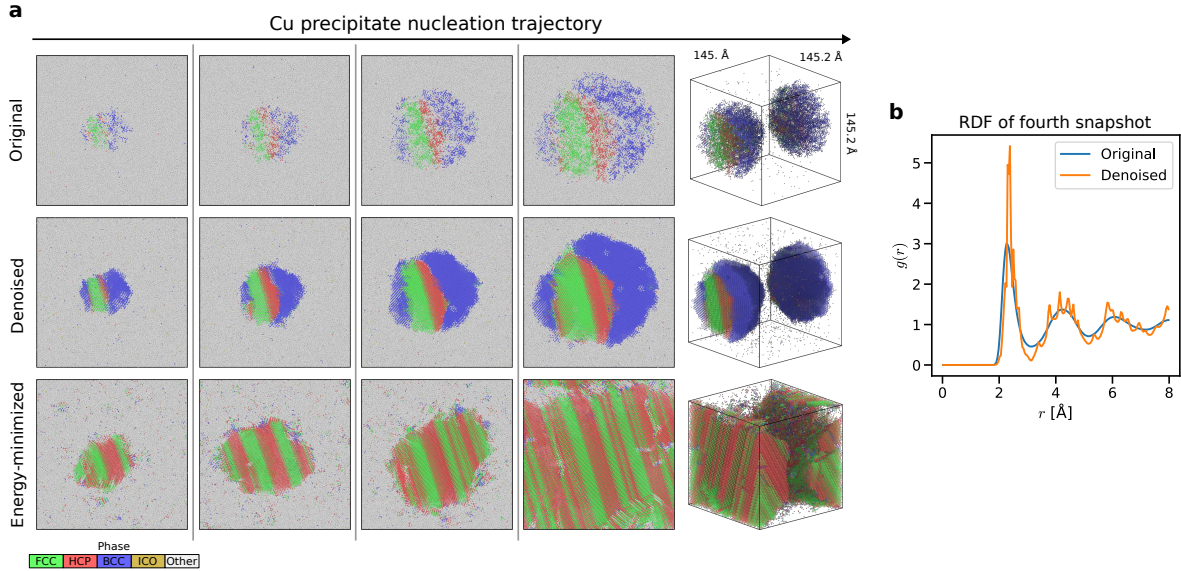 a
Cu precipitate nucleation trajectory
Original
Denoised
Energy-minimized
145. Å
145.2 Å
145.2 Å
Phase
FCC HCP BCC ICO Other
b
RDF of fourth snapshot
Original
Denoised
g(r)
5
4
3
2
1
0
0 2 4 6 8
r [Å]